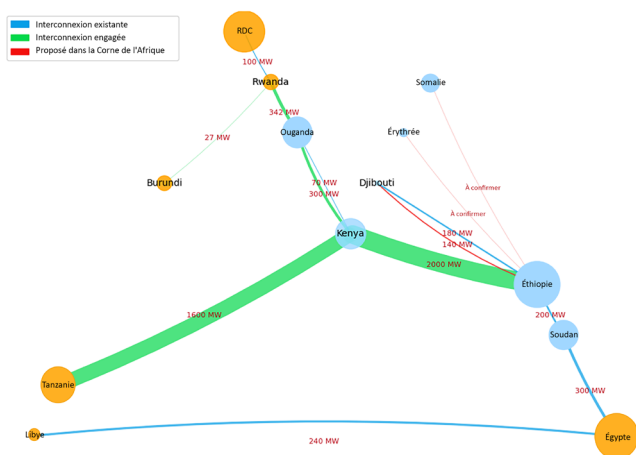 Interconnexion existante
Interconnexion engagée
Proposé dans la Corne de l'Afrique
RDC
100 MW
Rwanda
Somalie
342 MW
Ouganda
Érythrée
27 MW
Burundi
70 MW
300 MW
Djibouti
À confirmer
À confirmer
Kenya
180 MW
140 MW
2000 MW
Éthiopie
1600 MW
200 MW
Soudan
Tanzanie
300 MW
Libye
240 MW
Égypte